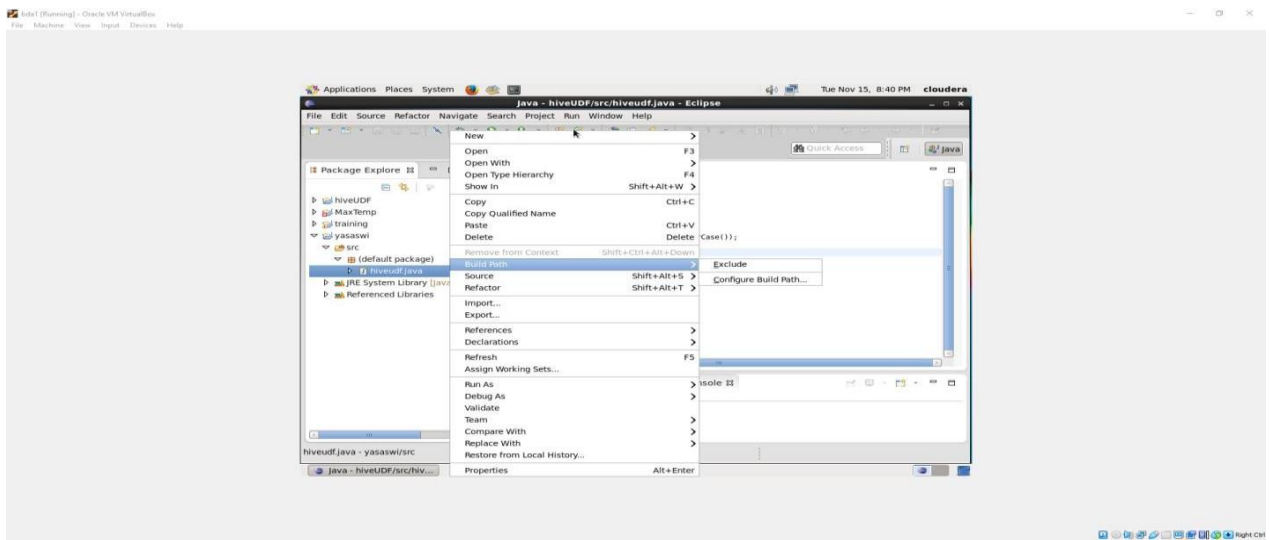 bda1 [Running] - Oracle VM VirtualBox
File Machine View Input Devices Help
Applications Places System
Tue Nov 15, 8:40 PM cloudera
Java - hiveUDF/src/hiveudf.java - Eclipse
File Edit Source Refactor Navigate Search Project Run Window Help
Quick Access
Java
Package Explore
hiveUDF
MaxTemp
training
yasaswi
src
(default package)
hiveudf.java
JRE System Library [Java
Referenced Libraries
New
Open F3
Open With
Open Type Hierarchy F4
Show In Shift+Alt+W
Copy Ctrl+C
Copy Qualified Name
Paste Ctrl+V
Delete Delete
Remove from Context Shift+Ctrl+Alt+Down
Build Path
Source Shift+Alt+S
Refactor Shift+Alt+T
Import...
Export...
References
Declarations
Refresh F5
Assign Working Sets...
Run As
Debug As
Validate
Team
Compare With
Replace With
Restore from Local History...
Properties Alt+Enter
Case());
Exclude
Configure Build Path...
nsole
hiveudf.java - yasaswi/src
Java - hiveUDF/src/hiv...
Right Ctrl